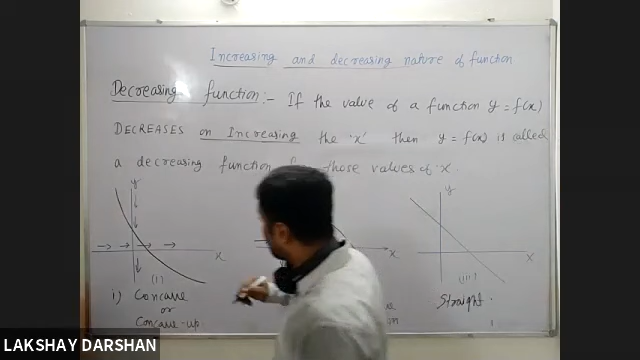 Increasing and decreasing nature of function
Decreasing function:- If the value of a function y = f(x)
DECREASES on Increasing the 'x' then y = f(x) is called
a decreasing function those values of x.
y
y
x
x
x
(i)
(iii)
i) Concave
or
Concave-up
Straight.
LAKSHAY DARSHAN